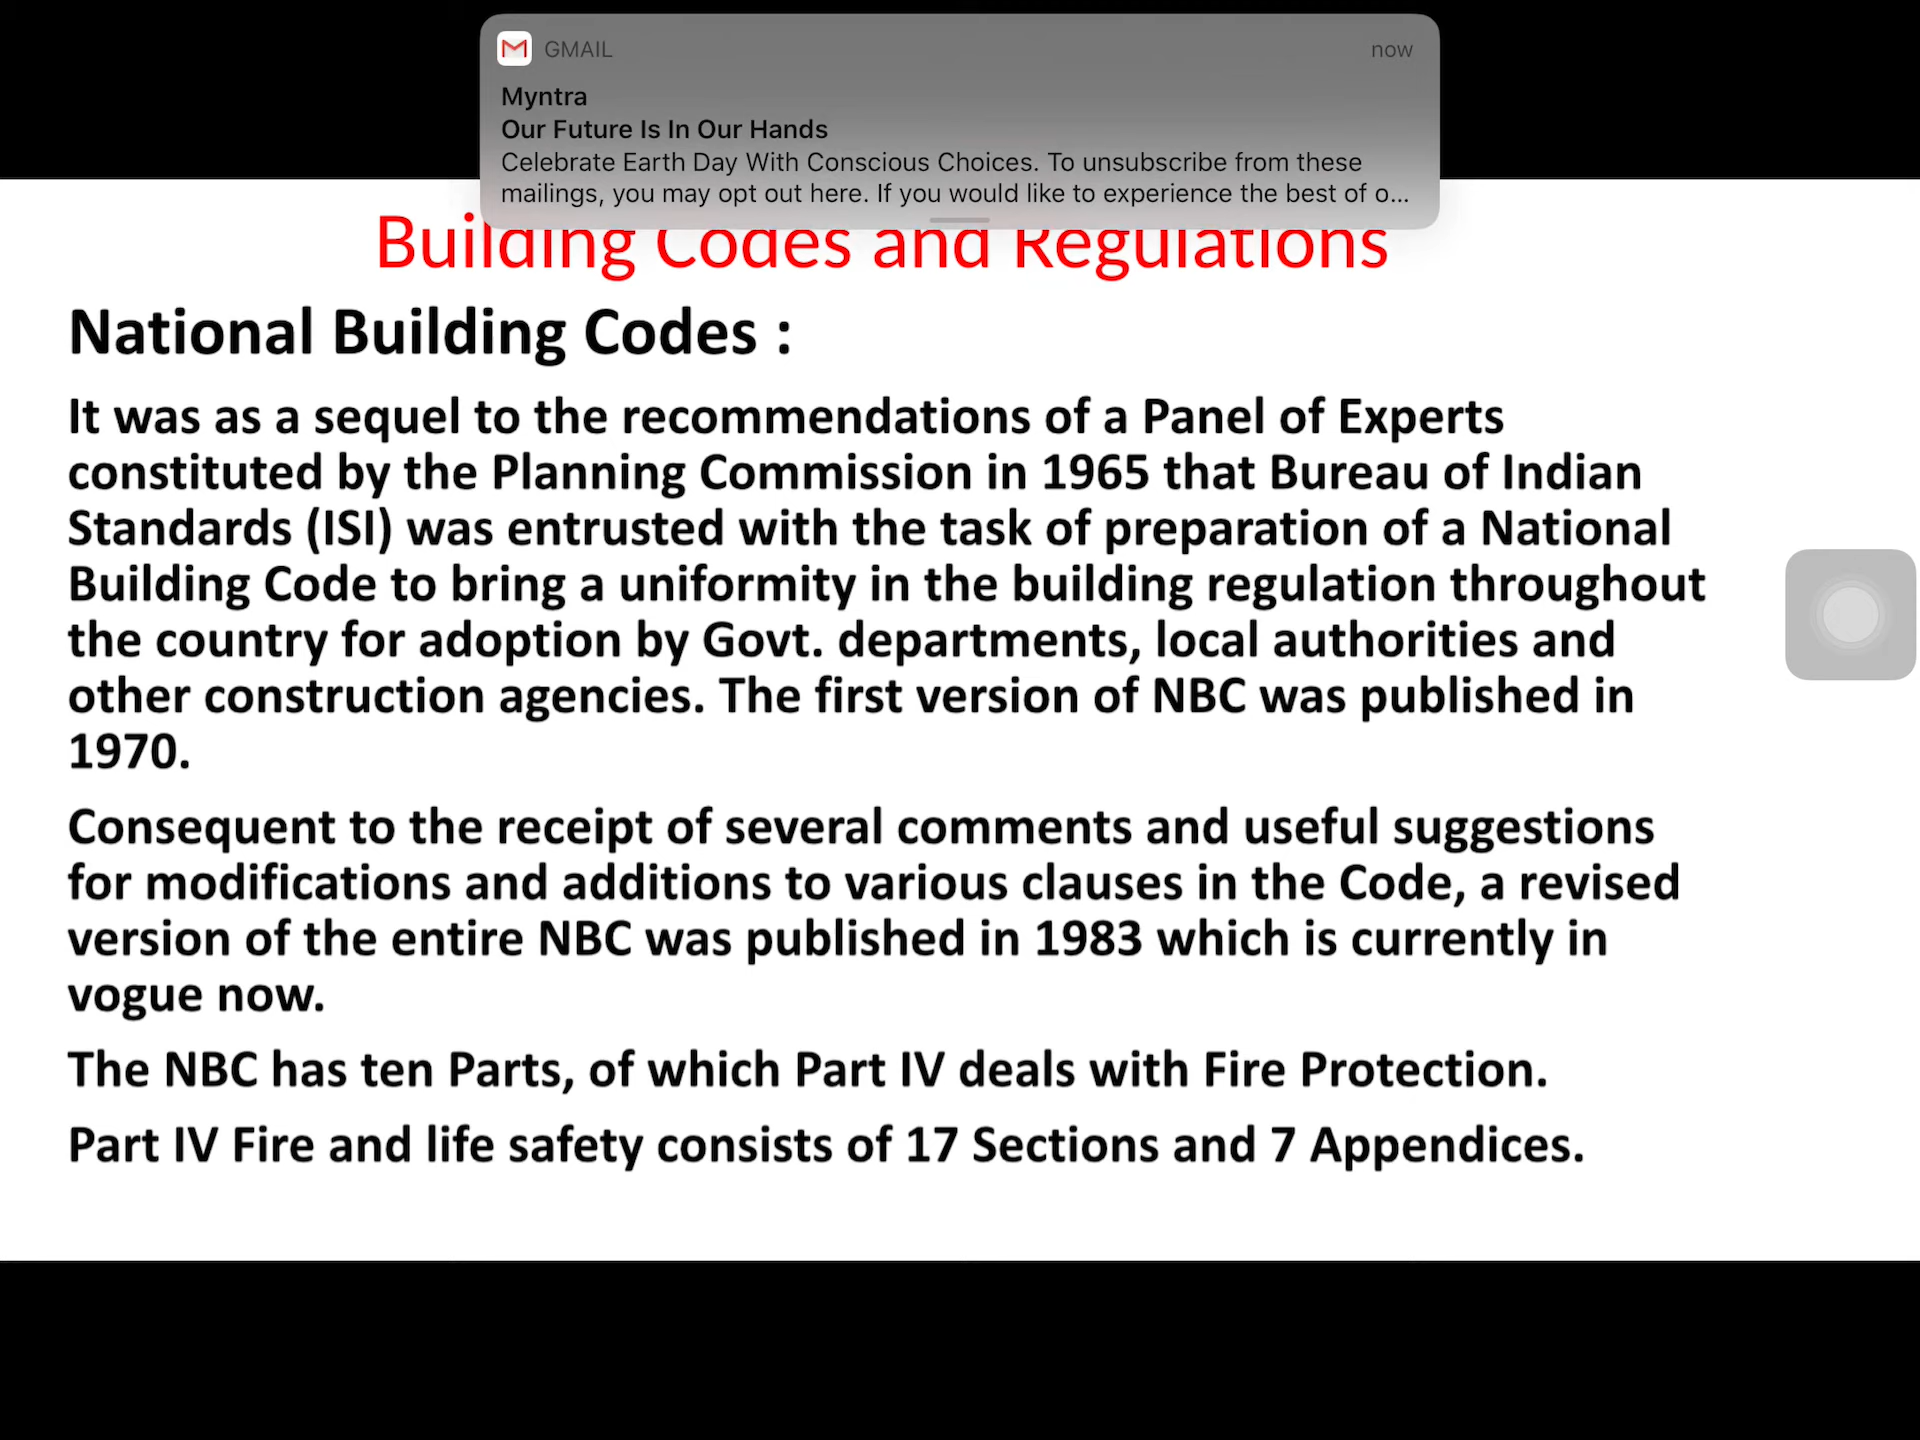 GMAIL
now
Myntra
Our Future Is In Our Hands
Celebrate Earth Day With Conscious Choices. To unsubscribe from these
mailings, you may opt out here. If you would like to experience the best of o...
Building Codes and Regulations
National Building Codes :
It was as a sequel to the recommendations of a Panel of Experts
constituted by the Planning Commission in 1965 that Bureau of Indian
Standards (ISI) was entrusted with the task of preparation of a National
Building Code to bring a uniformity in the building regulation throughout
the country for adoption by Govt. departments, local authorities and
other construction agencies. The first version of NBC was published in
1970.
Consequent to the receipt of several comments and useful suggestions
for modifications and additions to various clauses in the Code, a revised
version of the entire NBC was published in 1983 which is currently in
vogue now.
The NBC has ten Parts, of which Part IV deals with Fire Protection.
Part IV Fire and life safety consists of 17 Sections and 7 Appendices.